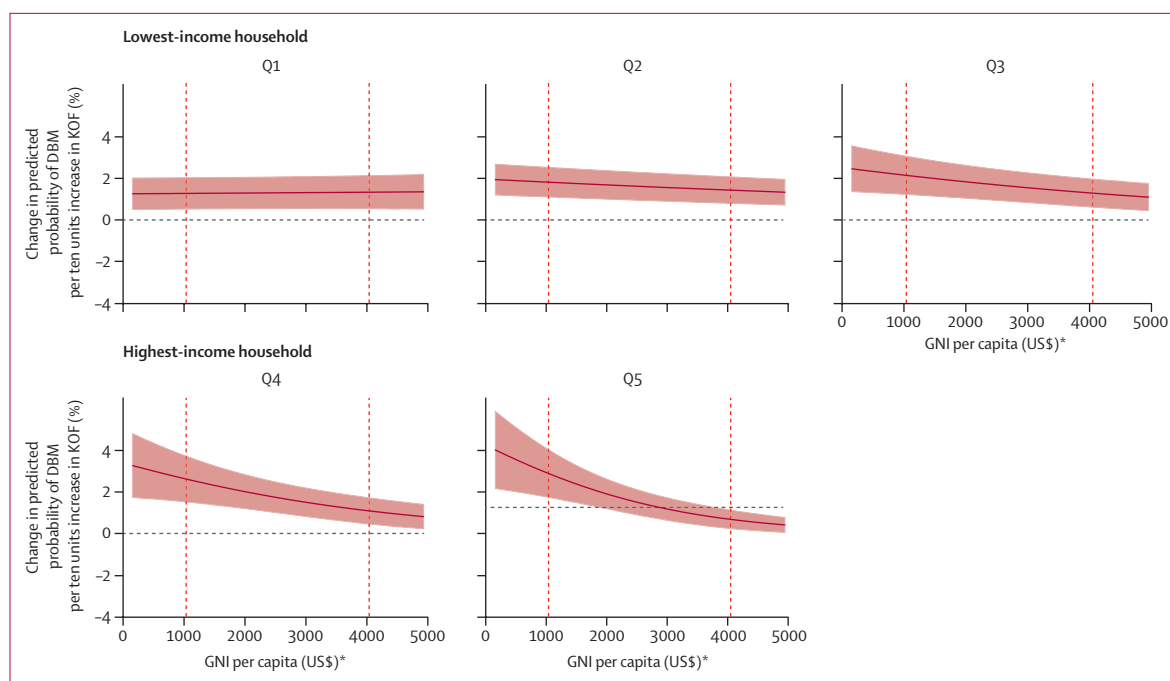 Lowest-income household
Q1
Q2
Q3
Change in predicted
probability of DBM
per ten units increase in KOF (%)
4
2
0
–2
–4
0
1000
2000
3000
4000
5000
GNI per capita (US$)*
Highest-income household
Q4
Q5
Change in predicted
probability of DBM
per ten units increase in KOF (%)
4
2
0
–2
–4
0
1000
2000
3000
4000
5000
GNI per capita (US$)*
0
1000
2000
3000
4000
5000
GNI per capita (US$)*